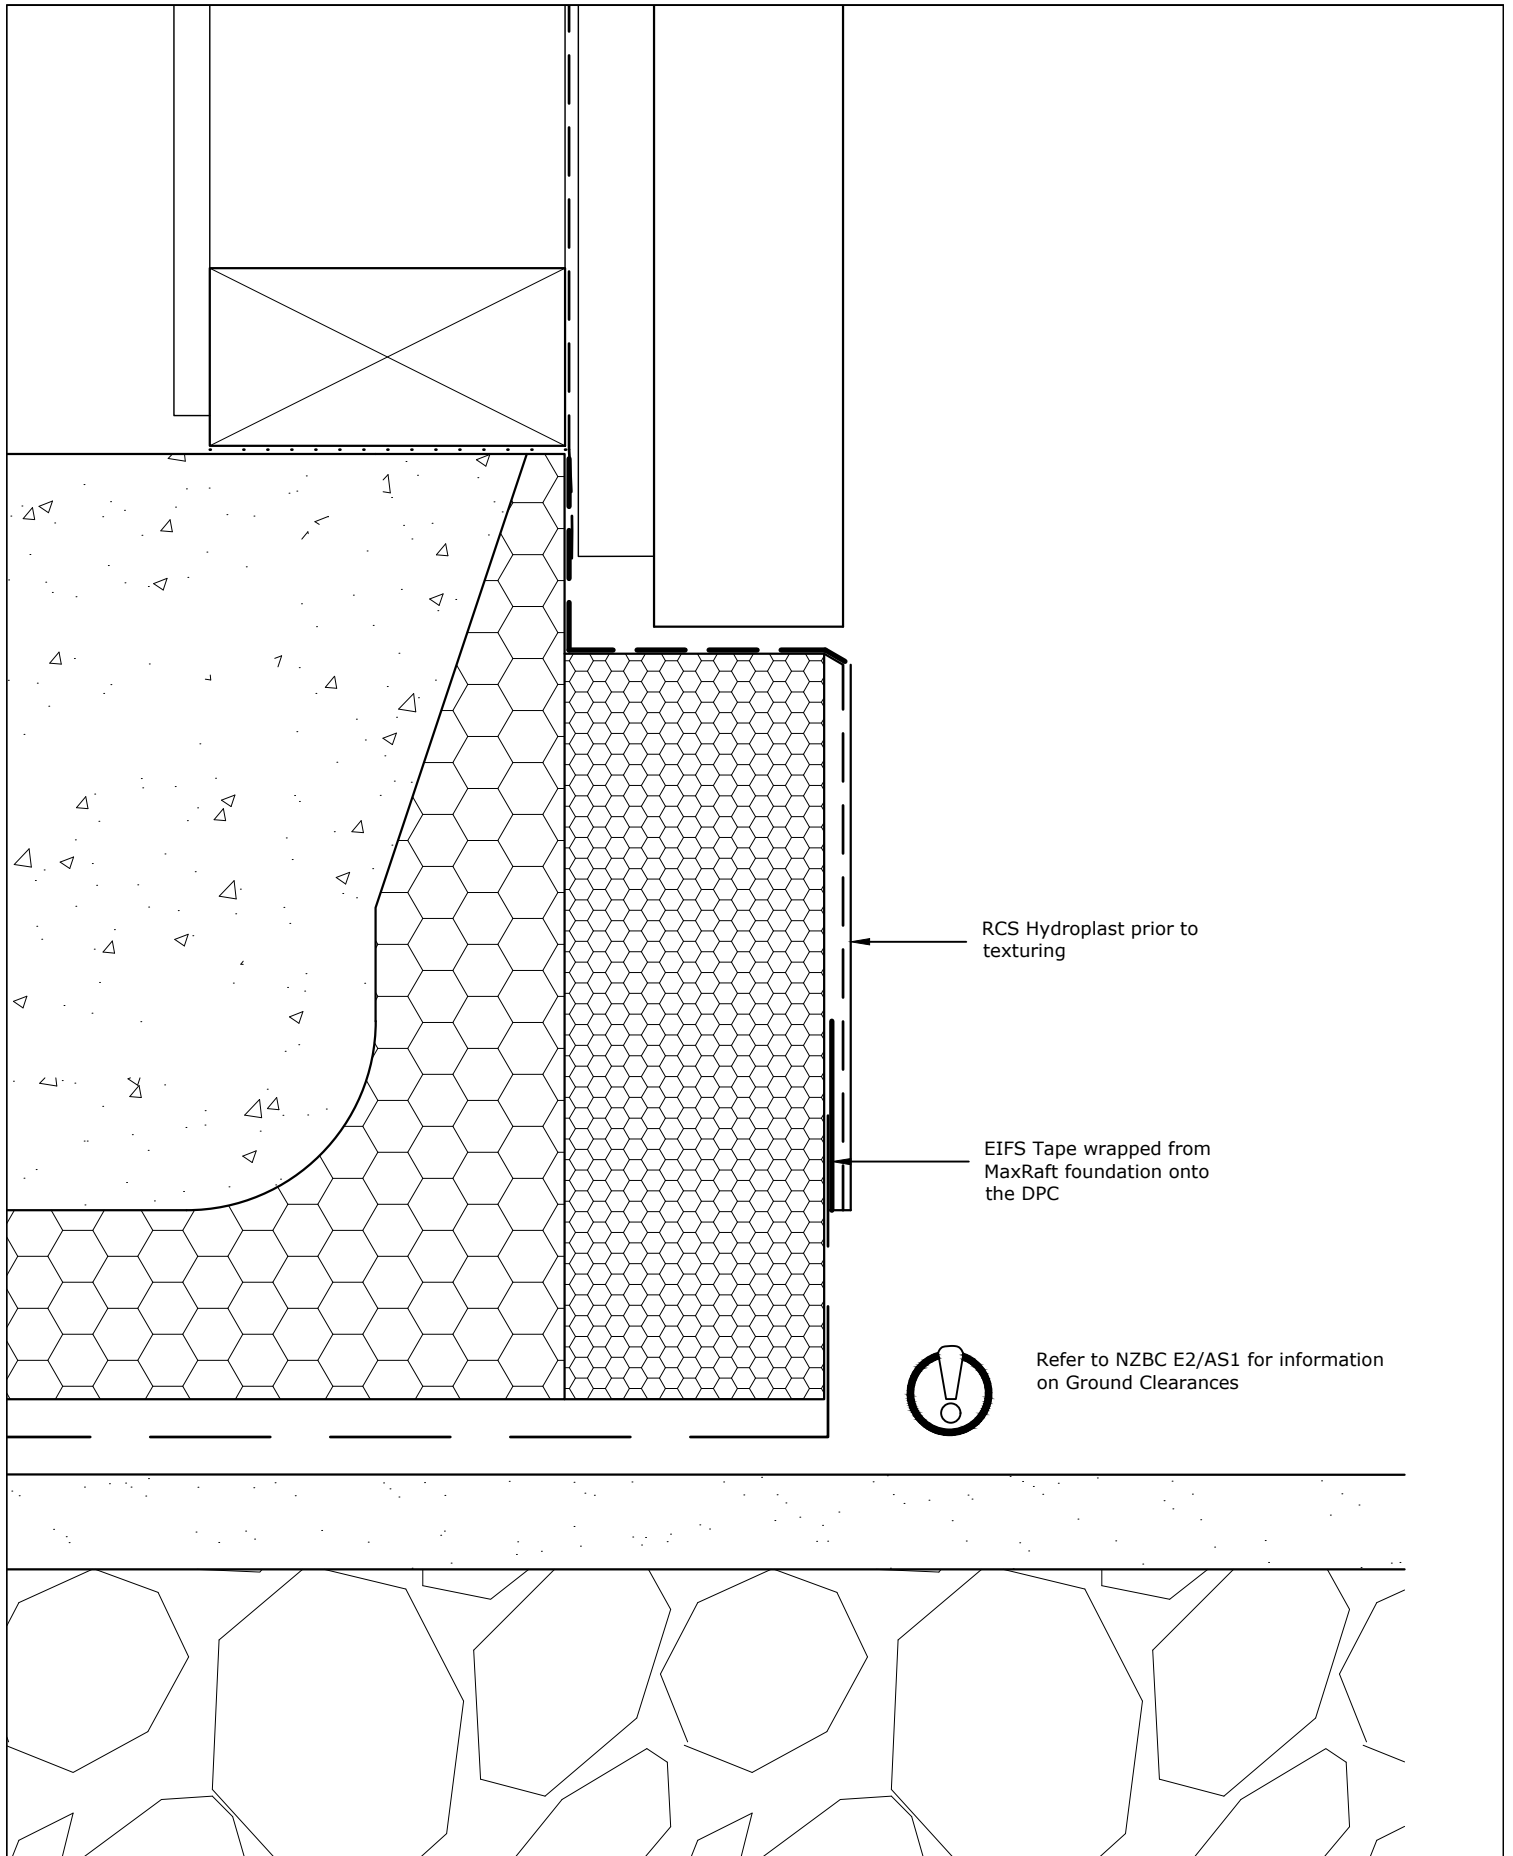 RCS Hydroplast prior to
texturing
EIFS Tape wrapped from
MaxRaft foundation onto
the DPC
Refer to NZBC E2/AS1 for information
on Ground Clearances